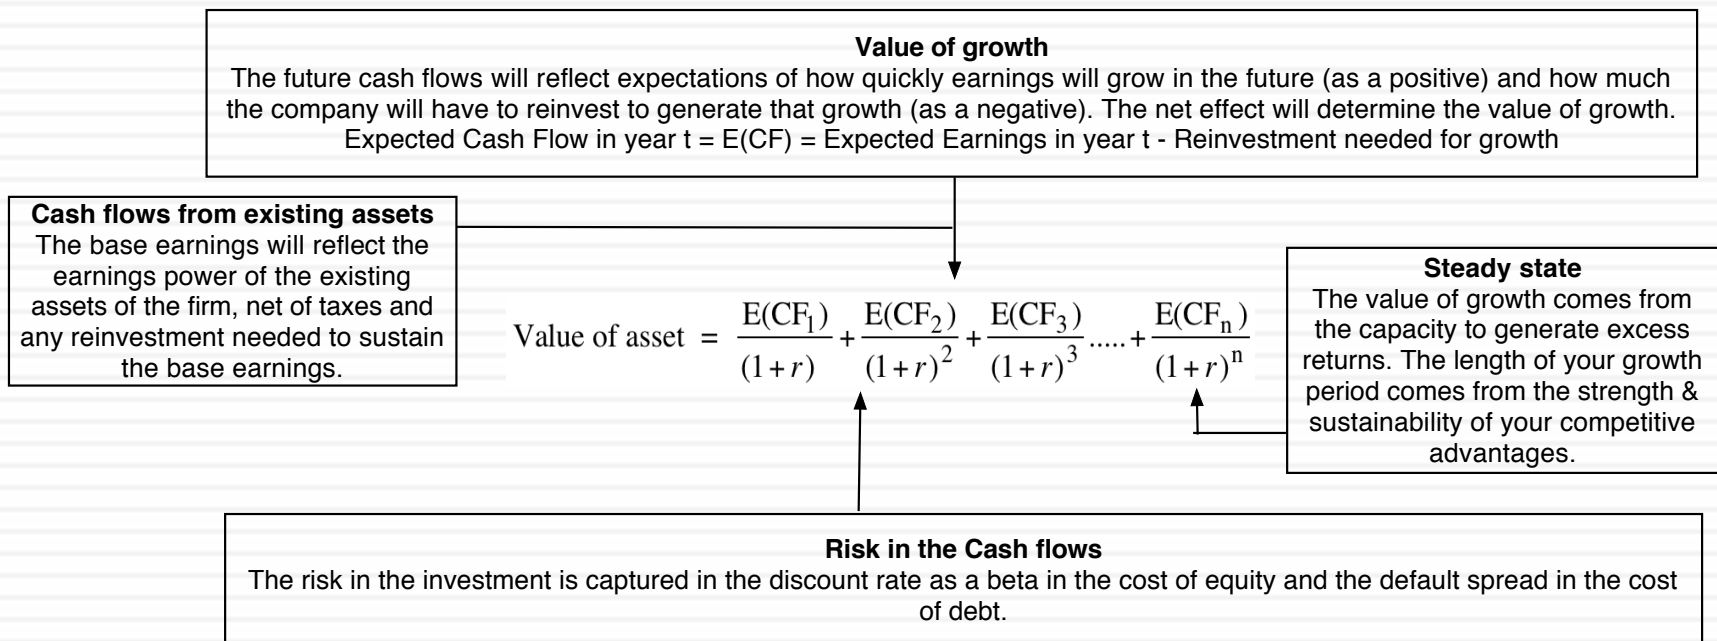 Value of growth
The future cash flows will reflect expectations of how quickly earnings will grow in the future (as a positive) and how much
the company will have to reinvest to generate that growth (as a negative). The net effect will determine the value of growth.
Expected Cash Flow in year t = E(CF) = Expected Earnings in year t - Reinvestment needed for growth
Cash flows from existing assets
The base earnings will reflect the
earnings power of the existing
assets of the firm, net of taxes and
any reinvestment needed to sustain
the base earnings.
Value of asset = E(CF₁)/(1+r) + E(CF₂)/(1+r)² + E(CF₃)/(1+r)³ ..... + E(CFₙ)/(1+r)ⁿ
Steady state
The value of growth comes from
the capacity to generate excess
returns. The length of your growth
period comes from the strength &
sustainability of your competitive
advantages.
Risk in the Cash flows
The risk in the investment is captured in the discount rate as a beta in the cost of equity and the default spread in the cost
of debt.